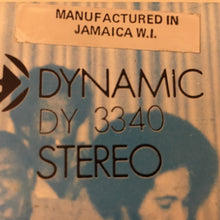 MANUFACTURED IN
JAMAICA W.I.
DYNAMIC
DY 3340
STEREO